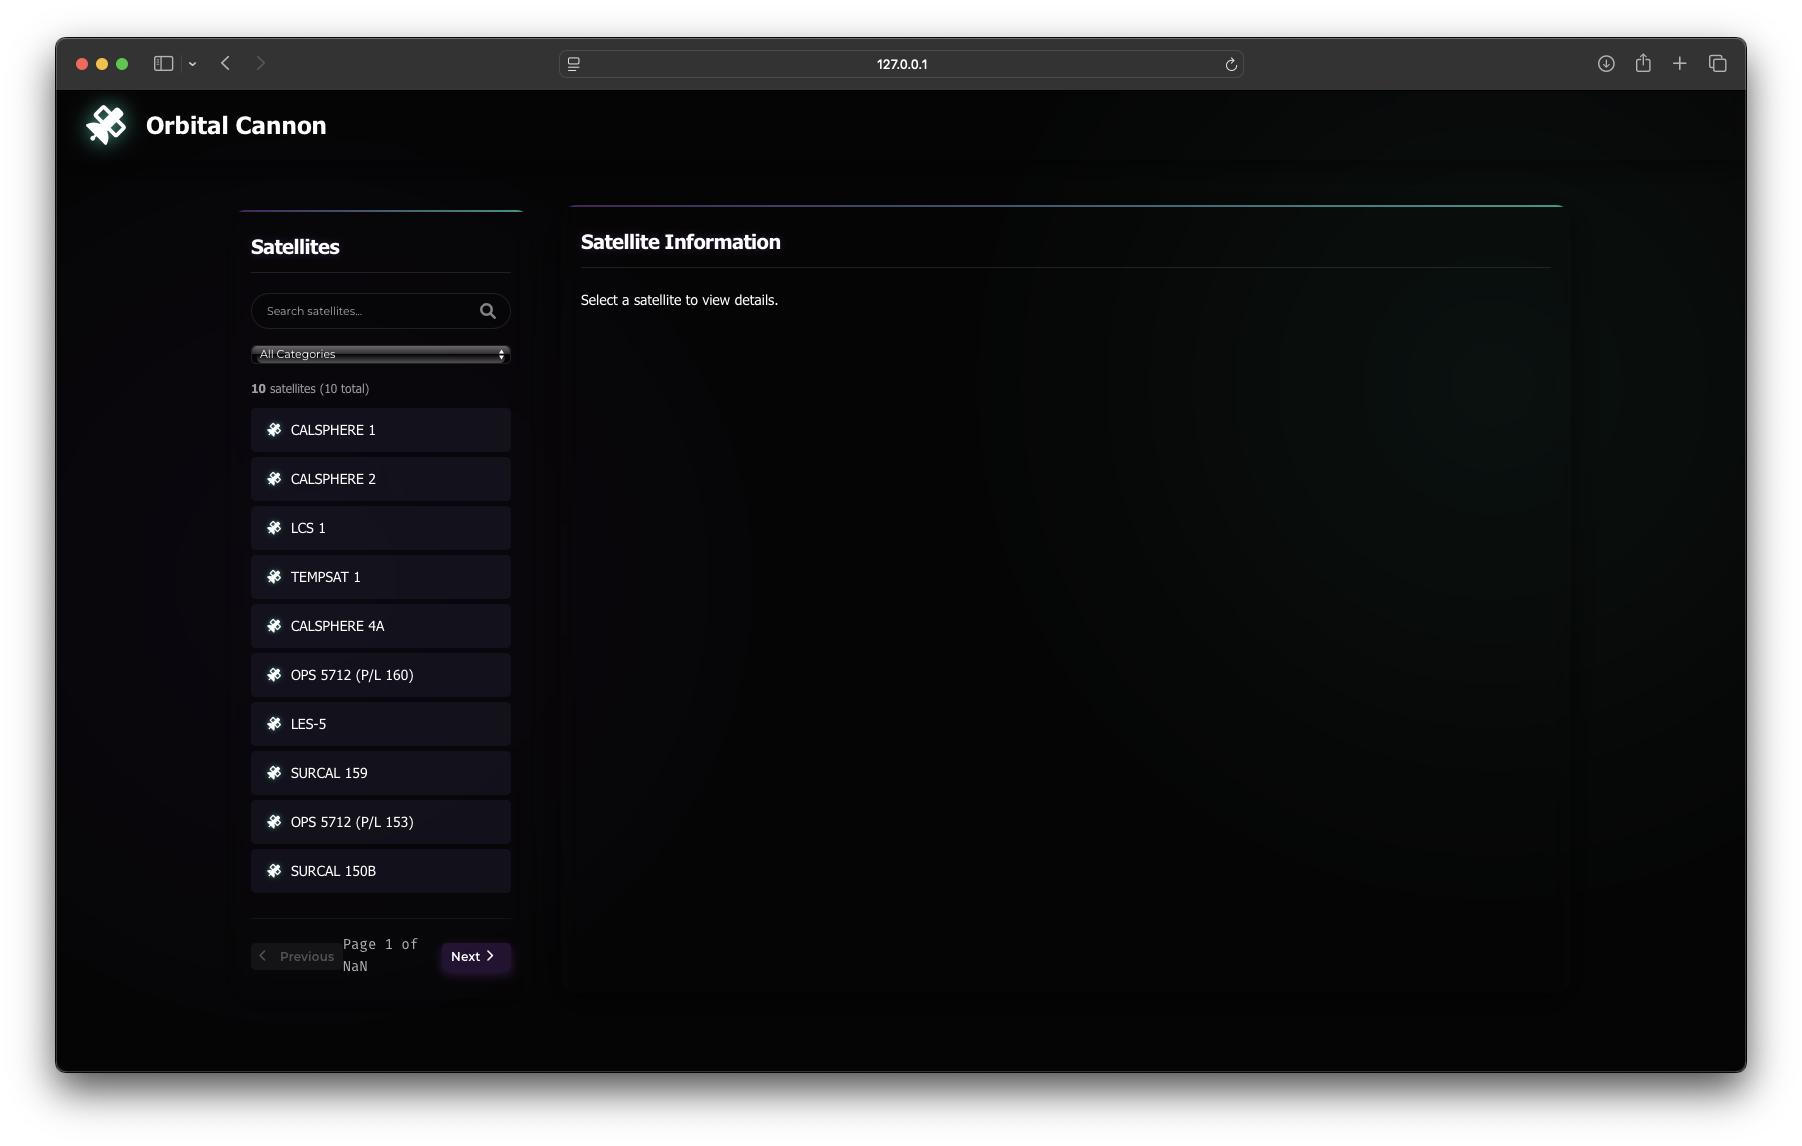 127.0.0.1
Orbital Cannon
Satellites
Search satellites...
All Categories
10 satellites (10 total)
CALSPHERE 1
CALSPHERE 2
LCS 1
TEMPSAT 1
CALSPHERE 4A
OPS 5712 (P/L 160)
LES-5
SURCAL 159
OPS 5712 (P/L 153)
SURCAL 150B
Previous
Page 1 of
NaN
Next
Satellite Information
Select a satellite to view details.